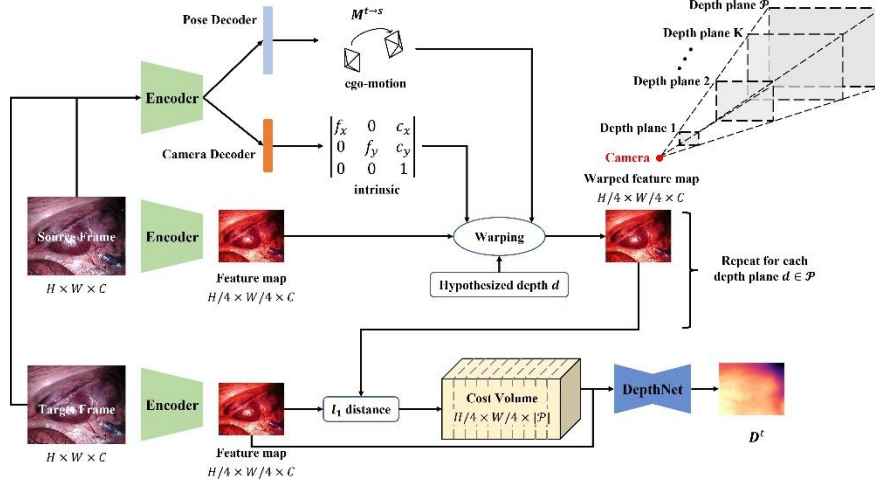 Pose Decoder
M^{t→s}
ego-motion
Encoder
Camera Decoder
f_x 0 c_x
0 f_y c_y
0 0 1
intrinsic
Depth plane 𝒫
Depth plane K
Depth plane 2
Depth plane 1
Camera
Warped feature map
H/4 × W/4 × C
Source Frame
H × W × C
Encoder
Feature map
H/4 × W/4 × C
Warping
Hypothesized depth d
Repeat for each
depth plane d ∈ 𝒫
Target Frame
H × W × C
Encoder
Feature map
H/4 × W/4 × C
l_1 distance
Cost Volume
H/4 × W/4 × |𝒫|
DepthNet
D^t